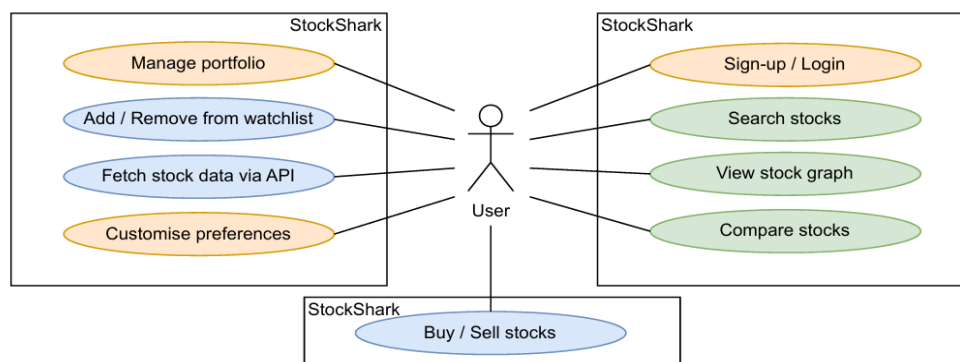 StockShark
Manage portfolio
Add / Remove from watchlist
Fetch stock data via API
Customise preferences
User
StockShark
Sign-up / Login
Search stocks
View stock graph
Compare stocks
StockShark
Buy / Sell stocks